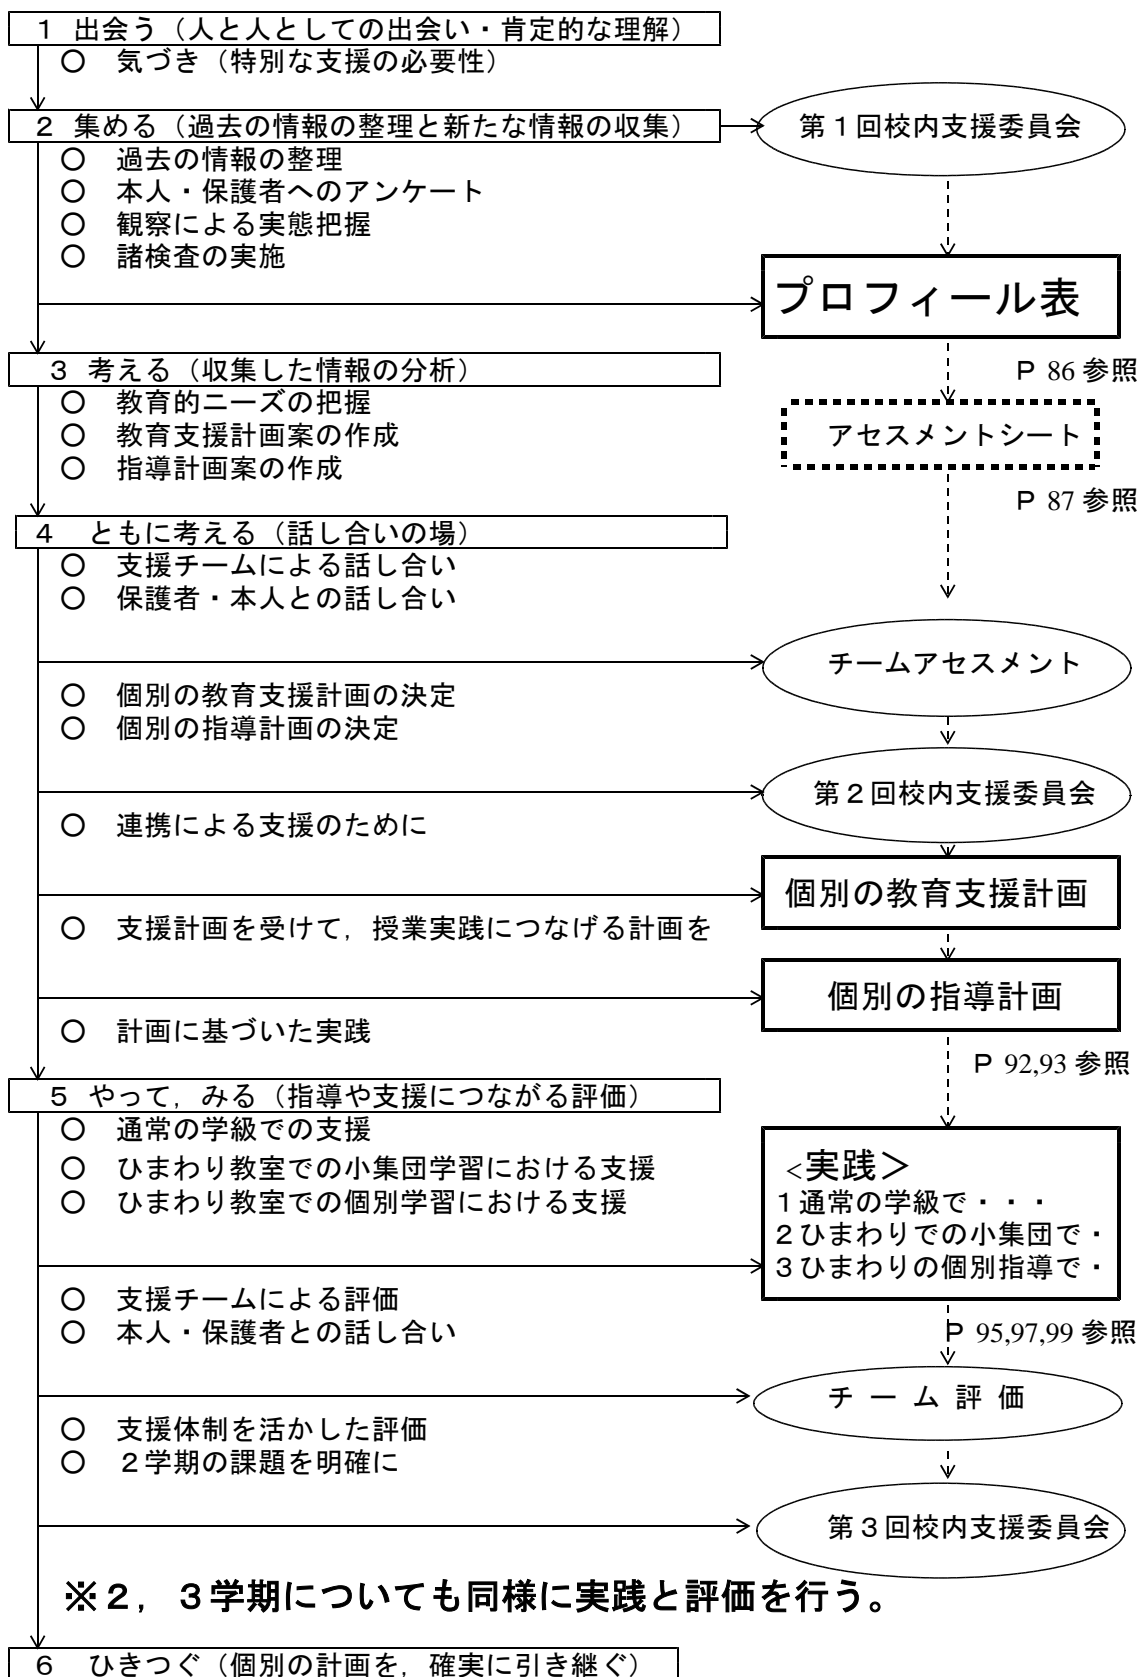 １ 出会う（人と人としての出会い・肯定的な理解）
○ 気づき（特別な支援の必要性）
２ 集める（過去の情報の整理と新たな情報の収集）
第１回校内支援委員会
○ 過去の情報の整理
○ 本人・保護者へのアンケート
○ 観察による実態把握
○ 諸検査の実施
プロフィール表
３ 考える（収集した情報の分析）
Ｐ 86 参照
○ 教育的ニーズの把握
○ 教育支援計画案の作成
アセスメントシート
○ 指導計画案の作成
Ｐ 87 参照
４ ともに考える（話し合いの場）
○ 支援チームによる話し合い
○ 保護者・本人との話し合い
チームアセスメント
○ 個別の教育支援計画の決定
○ 個別の指導計画の決定
第２回校内支援委員会
○ 連携による支援のために
個別の教育支援計画
○ 支援計画を受けて，授業実践につなげる計画を
個別の指導計画
○ 計画に基づいた実践
Ｐ 92,93 参照
５ やって，みる（指導や支援につながる評価）
○ 通常の学級での支援
○ ひまわり教室での小集団学習における支援
○ ひまわり教室での個別学習における支援
<実践＞
１通常の学級で・・・
２ひまわりでの小集団で・
３ひまわりの個別指導で・
○ 支援チームによる評価
○ 本人・保護者との話し合い
Ｐ 95,97,99 参照
チ ー ム 評 価
○ 支援体制を活かした評価
○ ２学期の課題を明確に
第３回校内支援委員会
※２，３学期についても同様に実践と評価を行う。
６ ひきつぐ（個別の計画を，確実に引き継ぐ）